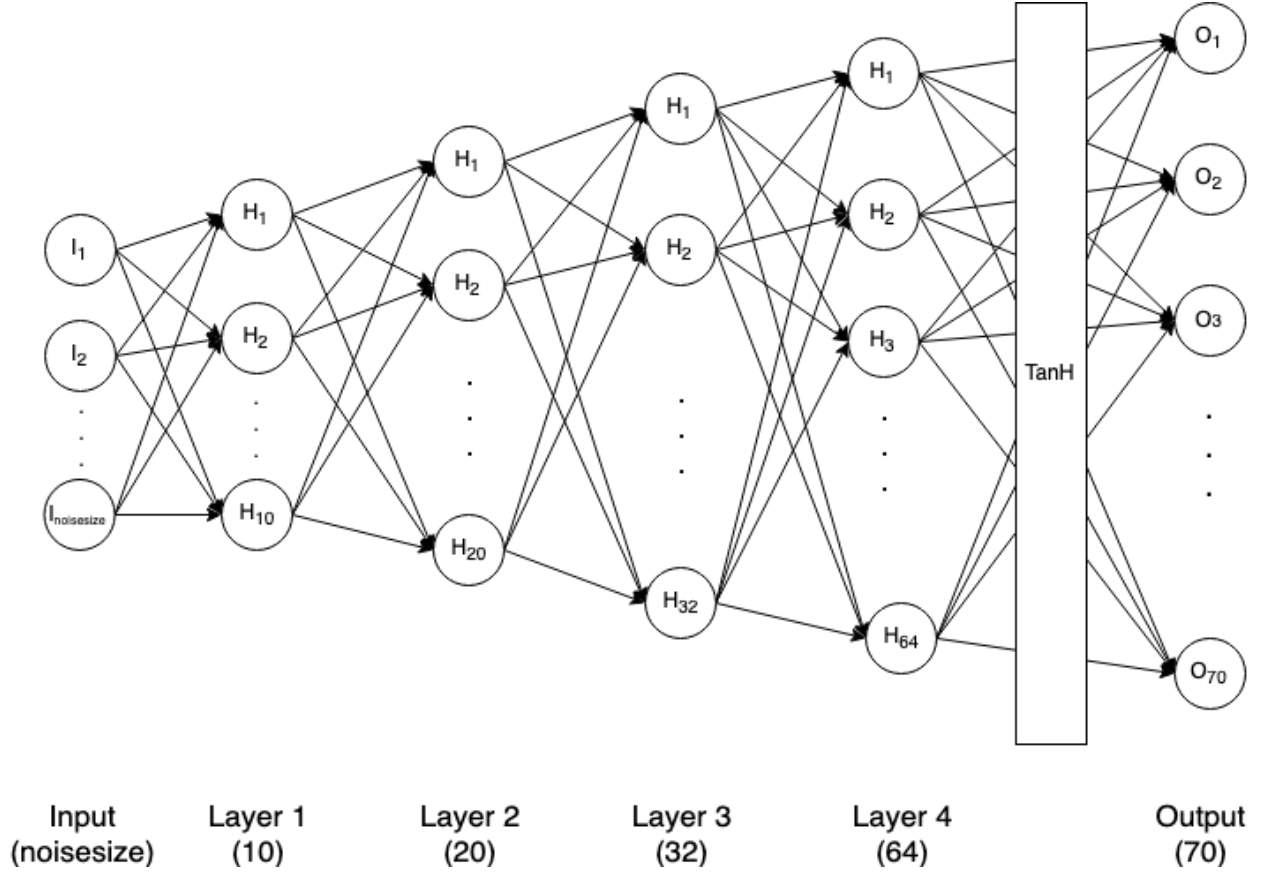 I₁
I₂
Iₙₒᵢₛₑₛᵢ𝓏ₑ
H₁
H₂
H₁₀
H₁
H₂
H₂₀
H₁
H₂
H₃₂
H₁
H₂
H₃
H₆₄
TanH
O₁
O₂
O₃
O₇₀
Input
(noisesize)
Layer 1
(10)
Layer 2
(20)
Layer 3
(32)
Layer 4
(64)
Output
(70)